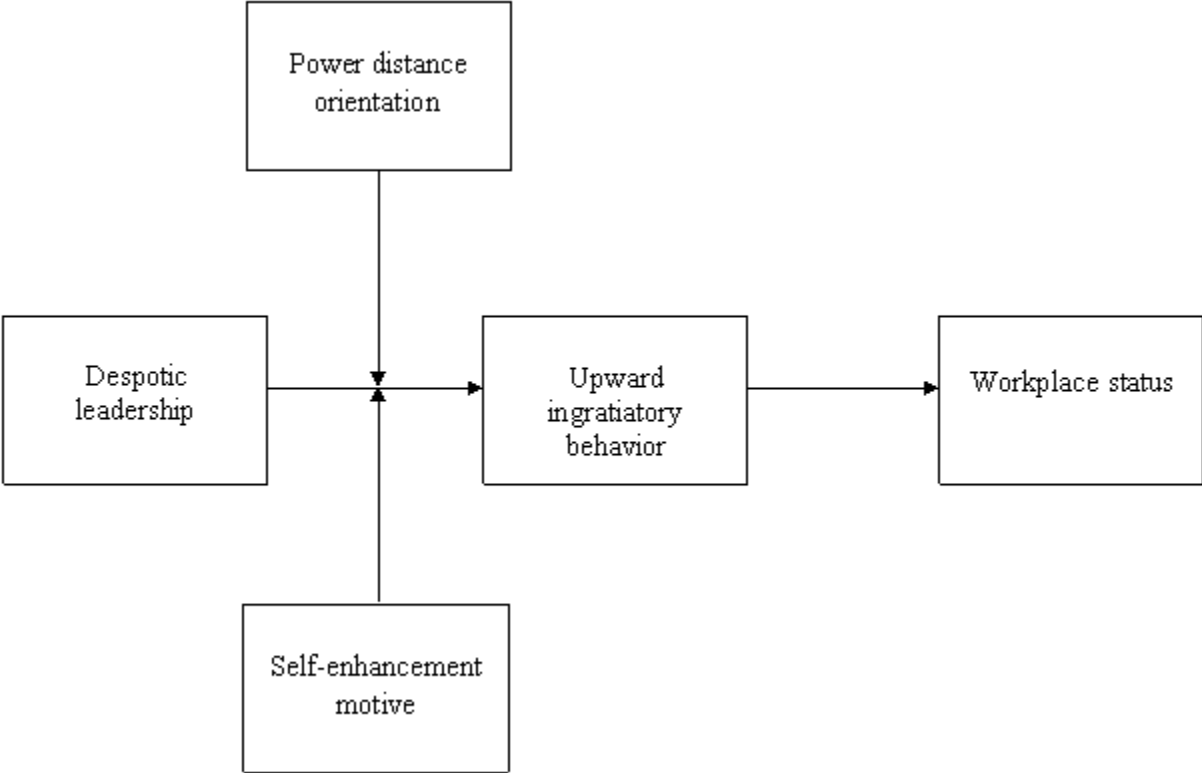 Power distance
orientation
Despotic
leadership
Upward
ingratiatory
behavior
Workplace status
Self-enhancement
motive